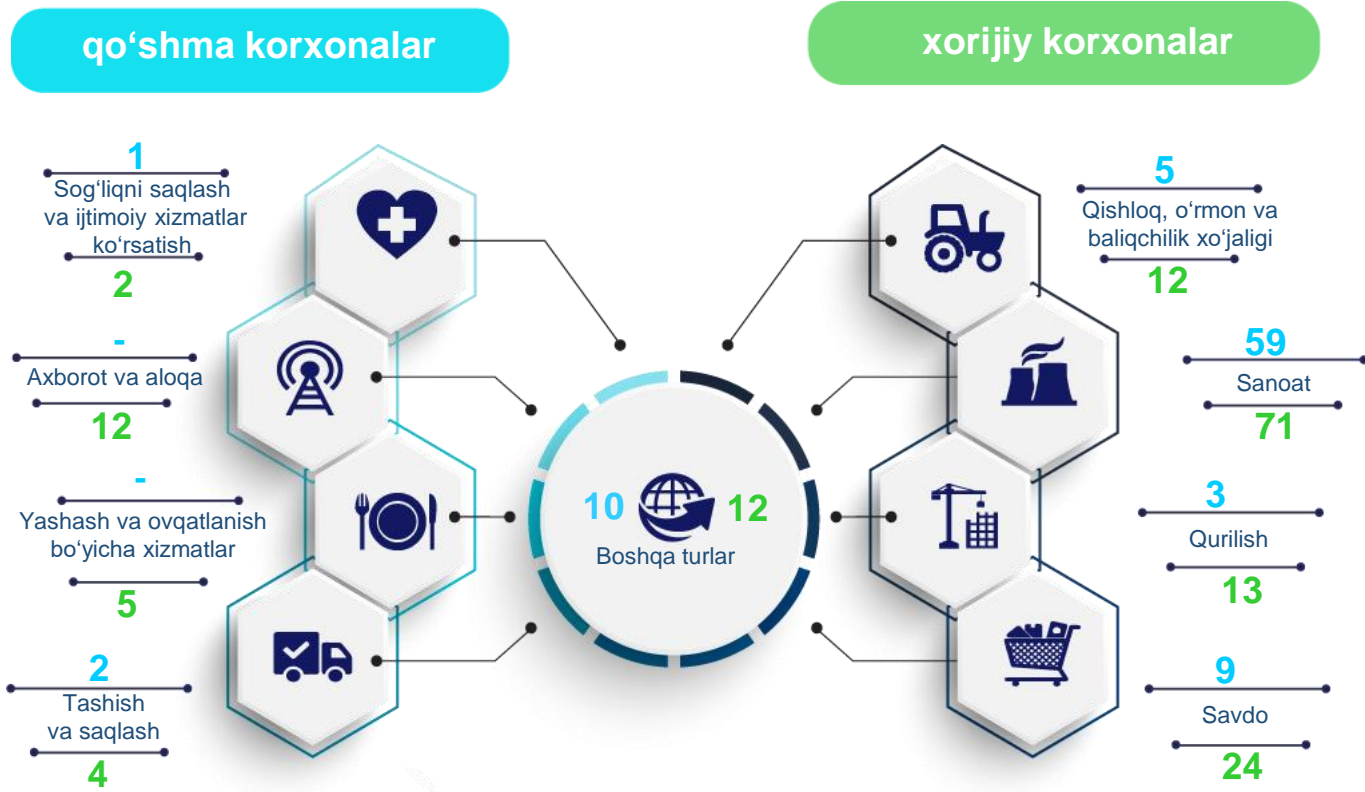 qo‘shma korxonalar
xorijiy korxonalar
1
Sog‘liqni saqlash
va ijtimoiy xizmatlar
ko‘rsatish
2
-
Axborot va aloqa
12
-
Yashash va ovqatlanish
bo‘yicha xizmatlar
5
2
Tashish
va saqlash
4
10
12
Boshqa turlar
5
Qishloq, o‘rmon va
baliqchilik xo‘jaligi
12
59
Sanoat
71
3
Qurilish
13
9
Savdo
24